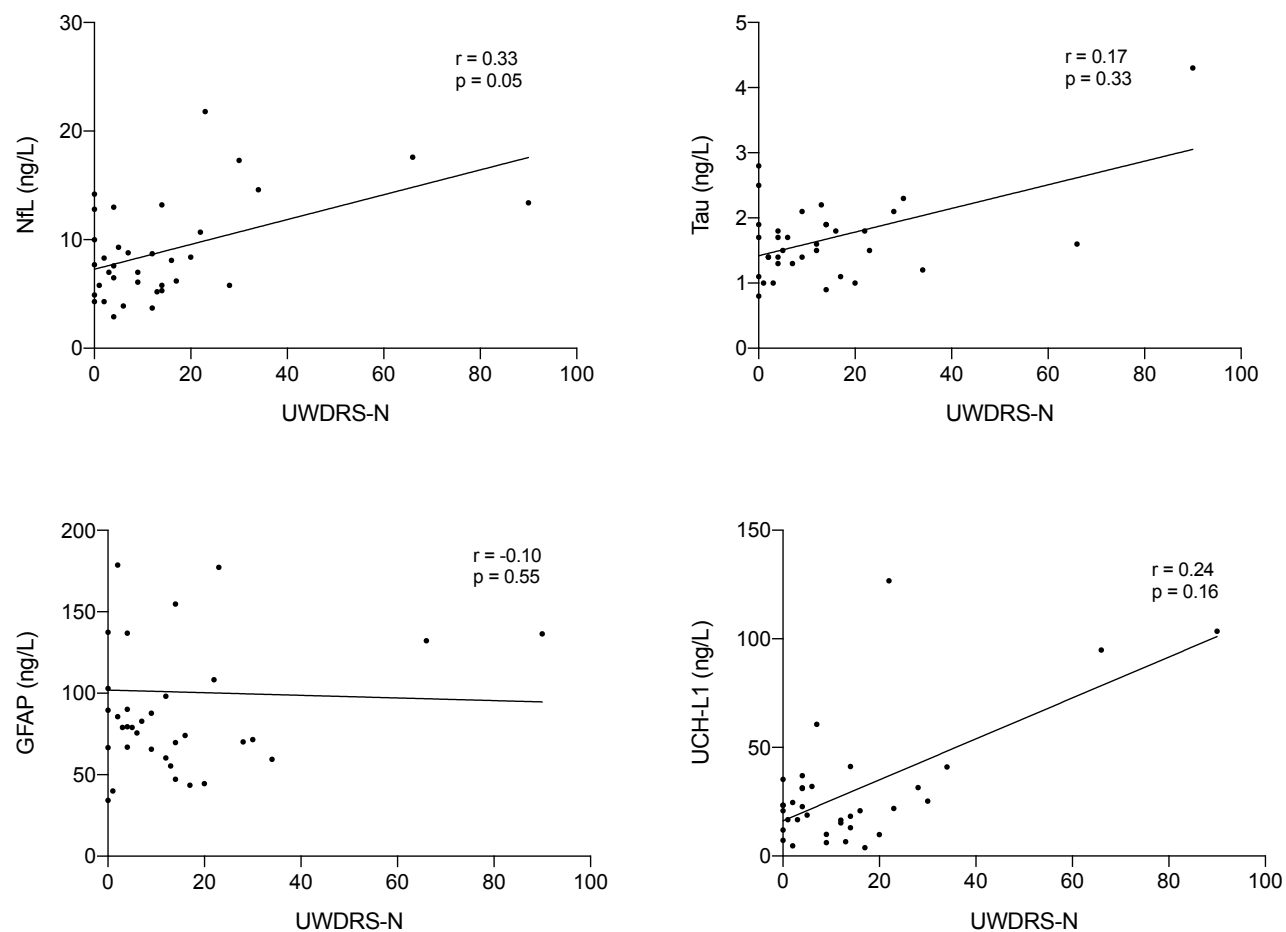 30
20
10
0
NfL (ng/L)
r = 0.33
p = 0.05
0 20 40 60 80 100
UWDRS-N
5
4
3
2
1
0
Tau (ng/L)
r = 0.17
p = 0.33
0 20 40 60 80 100
UWDRS-N
200
150
100
50
0
GFAP (ng/L)
r = -0.10
p = 0.55
0 20 40 60 80 100
UWDRS-N
150
100
50
0
UCH-L1 (ng/L)
r = 0.24
p = 0.16
0 20 40 60 80 100
UWDRS-N